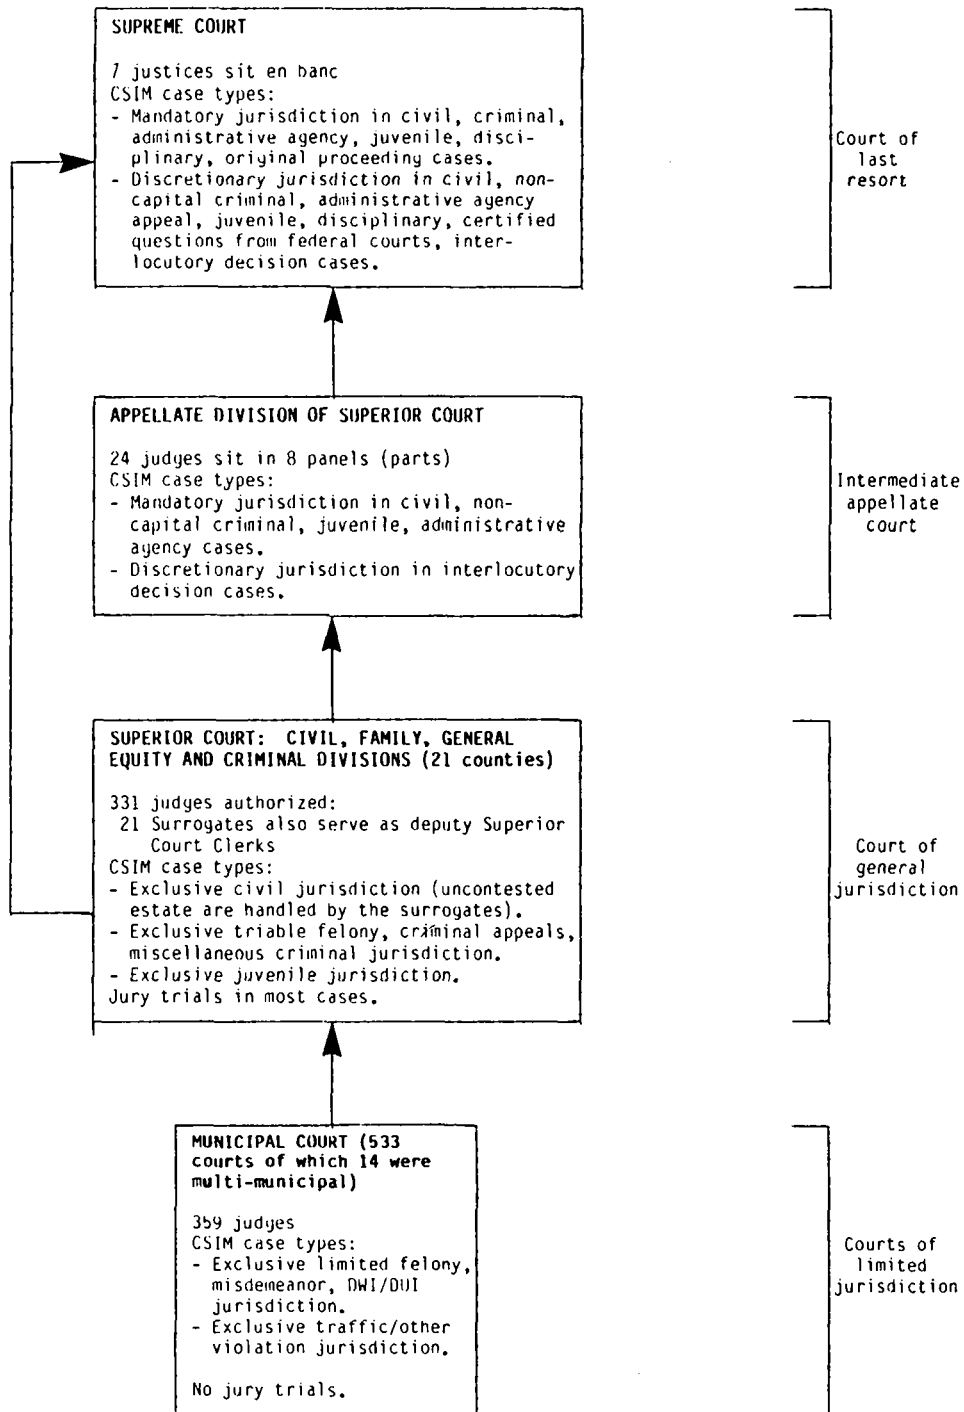 SUPREME COURT
7 justices sit en banc
CSIM case types:
- Mandatory jurisdiction in civil, criminal,
administrative agency, juvenile, disci-
plinary, original proceeding cases.
- Discretionary jurisdiction in civil, non-
capital criminal, administrative agency
appeal, juvenile, disciplinary, certified
questions from federal courts, inter-
locutory decision cases.
Court of
last
resort
APPELLATE DIVISION OF SUPERIOR COURT
24 judges sit in 8 panels (parts)
CSIM case types:
- Mandatory jurisdiction in civil, non-
capital criminal, juvenile, administrative
agency cases.
- Discretionary jurisdiction in interlocutory
decision cases.
Intermediate
appellate
court
SUPERIOR COURT: CIVIL, FAMILY, GENERAL
EQUITY AND CRIMINAL DIVISIONS (21 counties)
331 judges authorized:
21 Surrogates also serve as deputy Superior
Court Clerks
CSIM case types:
- Exclusive civil jurisdiction (uncontested
estate are handled by the surrogates).
- Exclusive triable felony, criminal appeals,
miscellaneous criminal jurisdiction.
- Exclusive juvenile jurisdiction.
Jury trials in most cases.
Court of
general
jurisdiction
MUNICIPAL COURT (533
courts of which 14 were
multi-municipal)
359 judges
CSIM case types:
- Exclusive limited felony,
misdemeanor, DWI/DUI
jurisdiction.
- Exclusive traffic/other
violation jurisdiction.
No jury trials.
Courts of
limited
jurisdiction